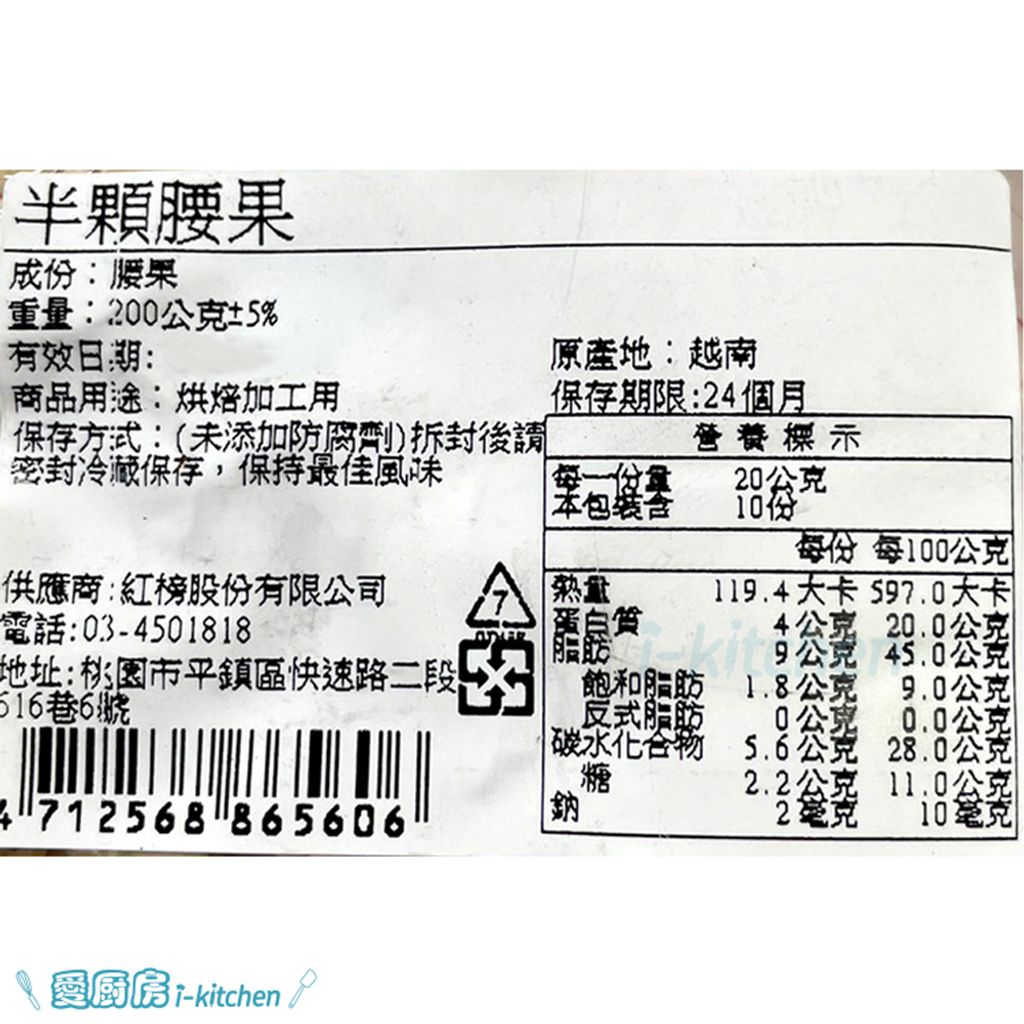 半顆腰果
成份：腰果
重量：200公克±5%
有效日期:
商品用途：烘焙加工用
保存方式：(未添加防腐劑)拆封後請
密封冷藏保存，保持最佳風味
原產地：越南
保存期限:24個月
營養標示
每一份量 20公克
本包裝含 10份
每份 每100公克
熱量 119.4大卡 597.0大卡
蛋白質 4公克 20.0公克
脂肪 9公克 45.0公克
飽和脂肪 1.8公克 9.0公克
反式脂肪 0公克 0.0公克
碳水化合物 5.6公克 28.0公克
糖 2.2公克 11.0公克
鈉 2毫克 10毫克
供應商:紅榜股份有限公司
電話:03-4501818
地址:桃園市平鎮區快速路二段
616巷6號
7
4 712568 865606
i-kitchen
愛廚房 i-kitchen